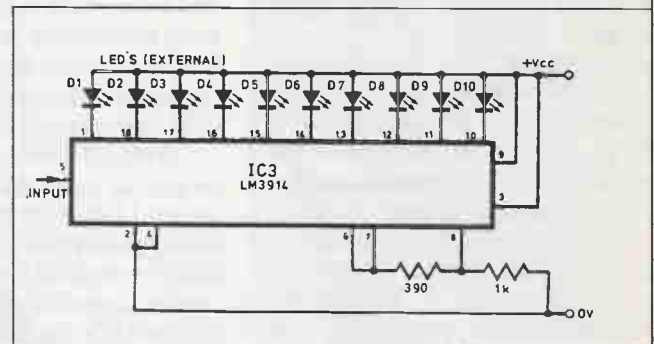 LED'S (EXTERNAL)
+Vcc
D1 D2 D3 D4 D5 D6 D7 D8 D9 D10
1 18 17 16 15 14 13 12 11 10
5
INPUT
IC3
LM3914
9
3
2 4 6 7 8
390 1k
0V